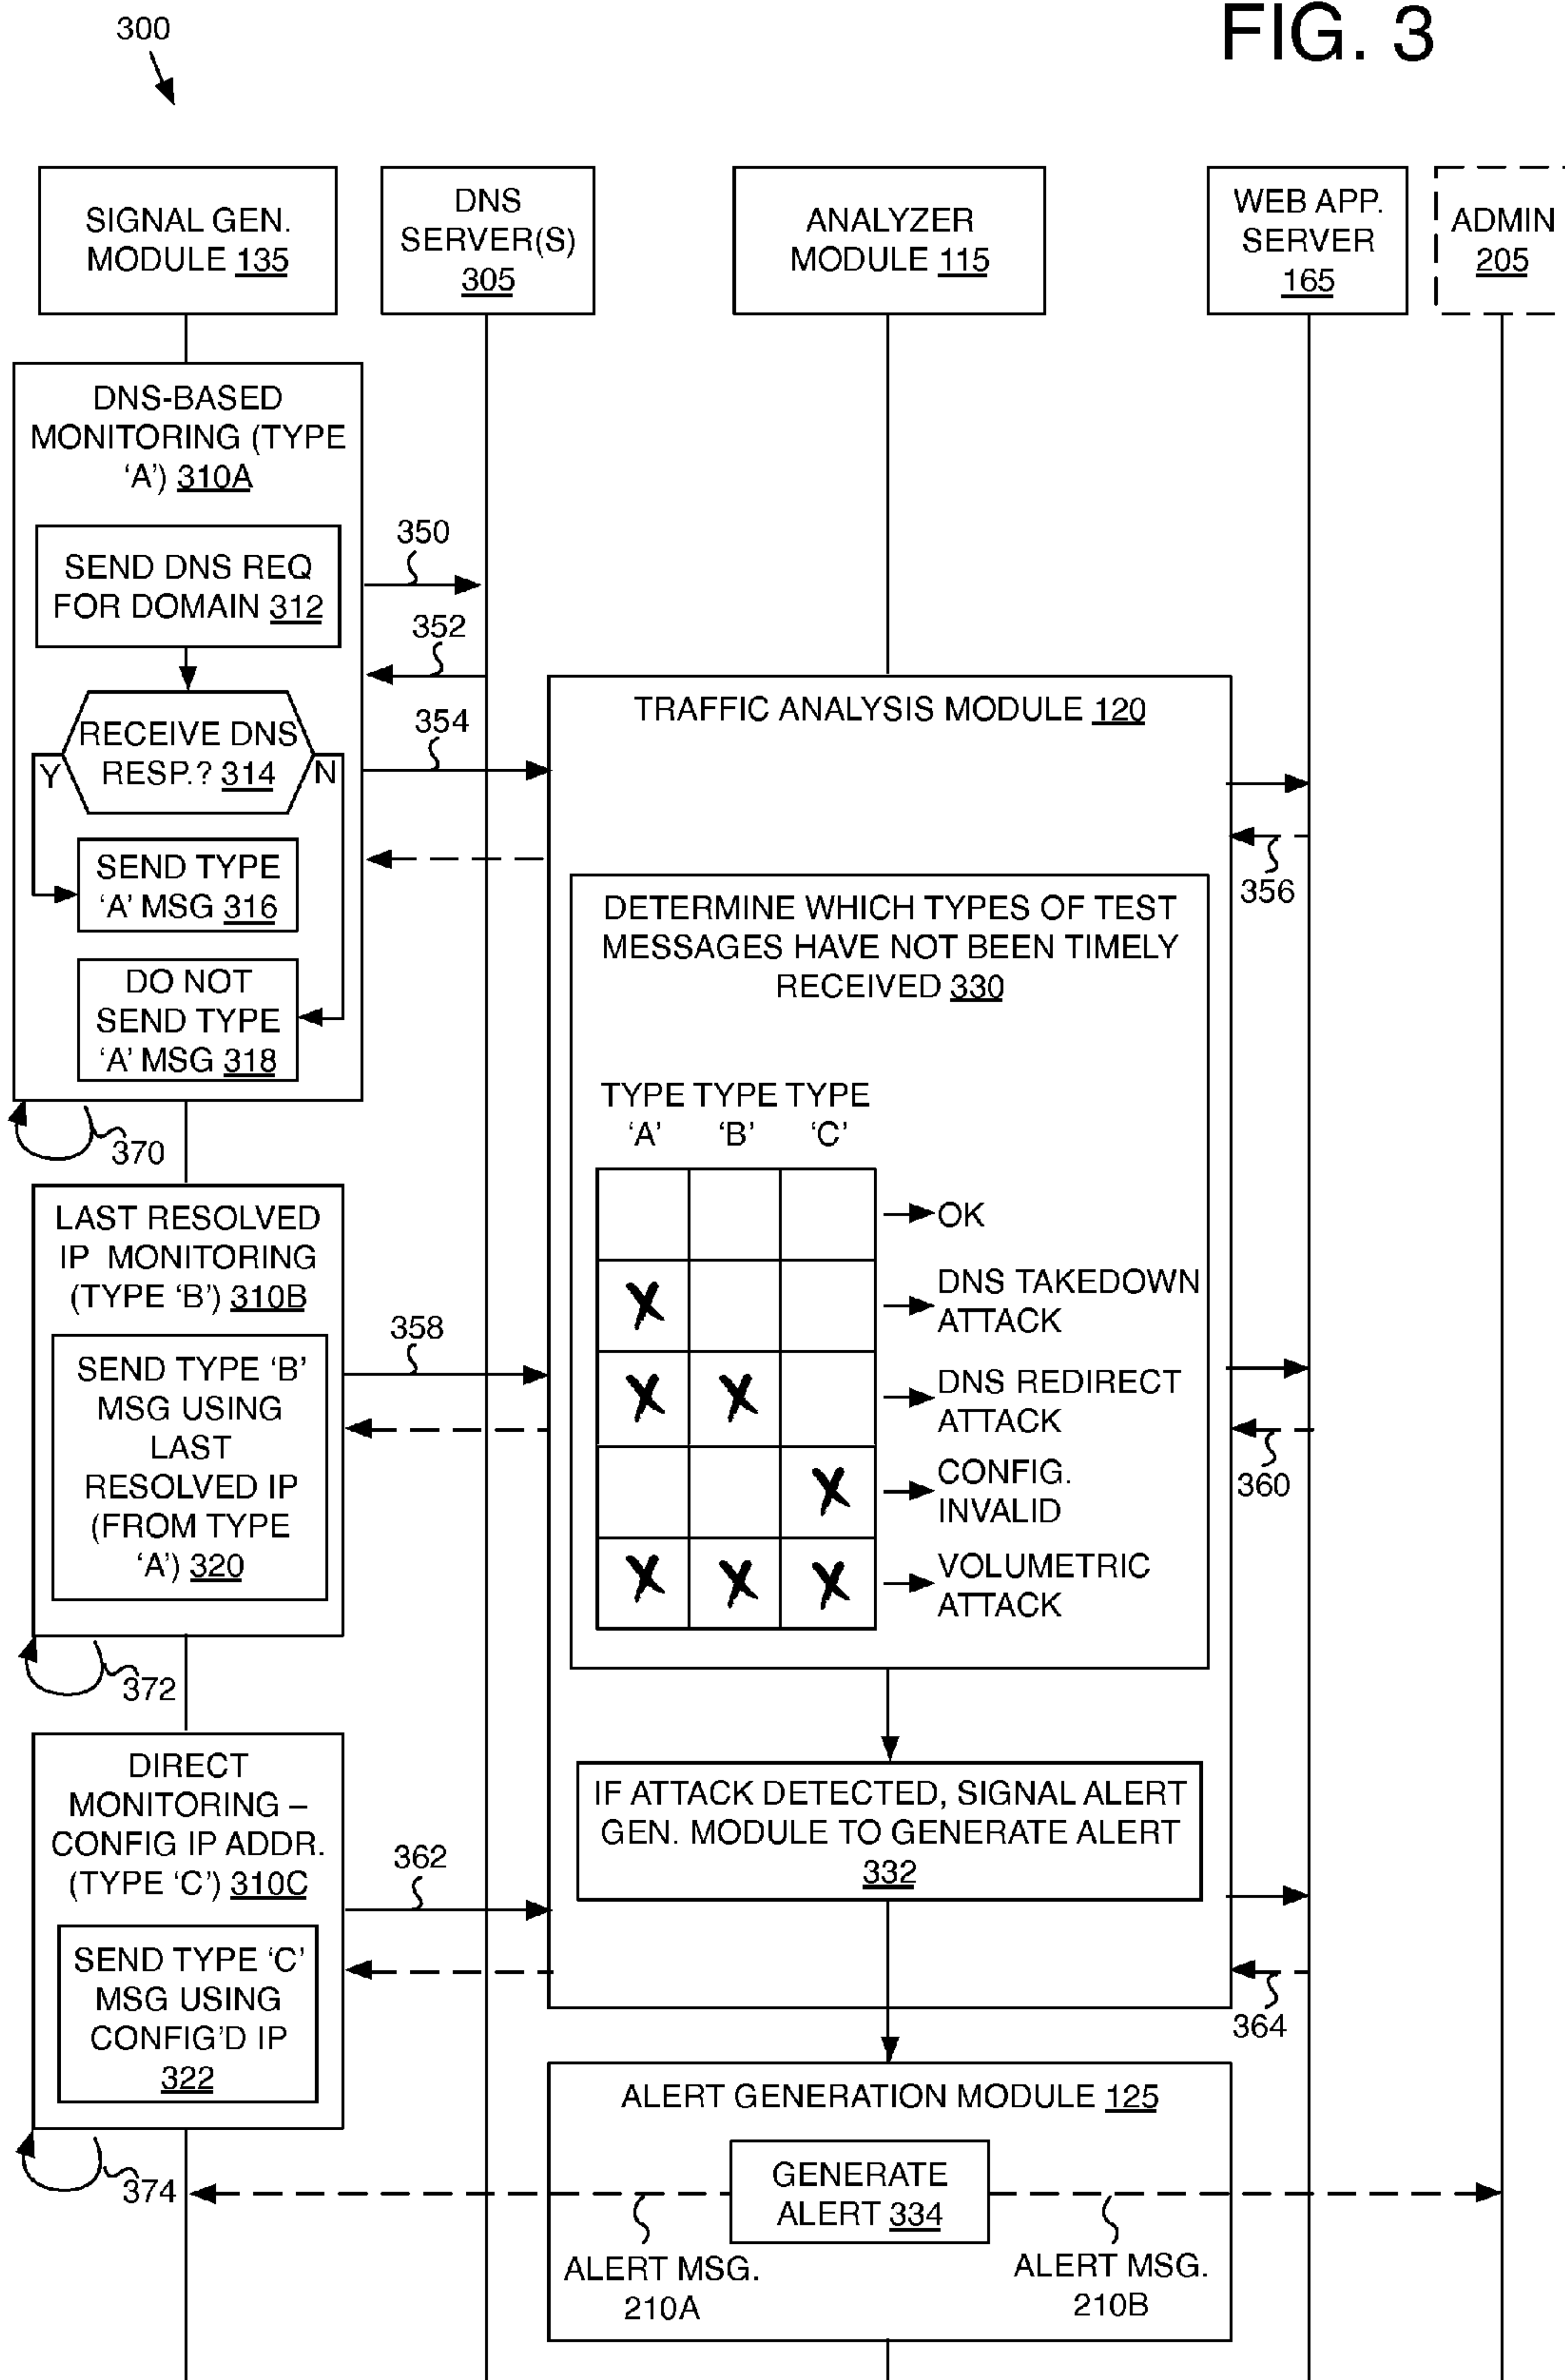 FIG. 3
300
SIGNAL GEN.
MODULE 135
DNS
SERVER(S)
305
ANALYZER
MODULE 115
WEB APP.
SERVER
165
ADMIN
205
DNS-BASED
MONITORING (TYPE
‘A’) 310A
SEND DNS REQ
FOR DOMAIN 312
350
352
RECEIVE DNS
RESP.? 314
Y
N
354
SEND TYPE
‘A’ MSG 316
DO NOT
SEND TYPE
‘A’ MSG 318
370
TRAFFIC ANALYSIS MODULE 120
356
DETERMINE WHICH TYPES OF TEST
MESSAGES HAVE NOT BEEN TIMELY
RECEIVED 330
TYPE TYPE TYPE
‘A’ ‘B’ ‘C’
OK
X
DNS TAKEDOWN
ATTACK
X X
DNS REDIRECT
ATTACK
X
CONFIG.
INVALID
X X X
VOLUMETRIC
ATTACK
LAST RESOLVED
IP MONITORING
(TYPE ‘B’) 310B
SEND TYPE ‘B’
MSG USING
LAST
RESOLVED IP
(FROM TYPE
‘A’) 320
358
360
372
DIRECT
MONITORING –
CONFIG IP ADDR.
(TYPE ‘C’) 310C
SEND TYPE ‘C’
MSG USING
CONFIG’D IP
322
362
IF ATTACK DETECTED, SIGNAL ALERT
GEN. MODULE TO GENERATE ALERT
332
364
374
ALERT GENERATION MODULE 125
GENERATE
ALERT 334
ALERT MSG.
210A
ALERT MSG.
210B